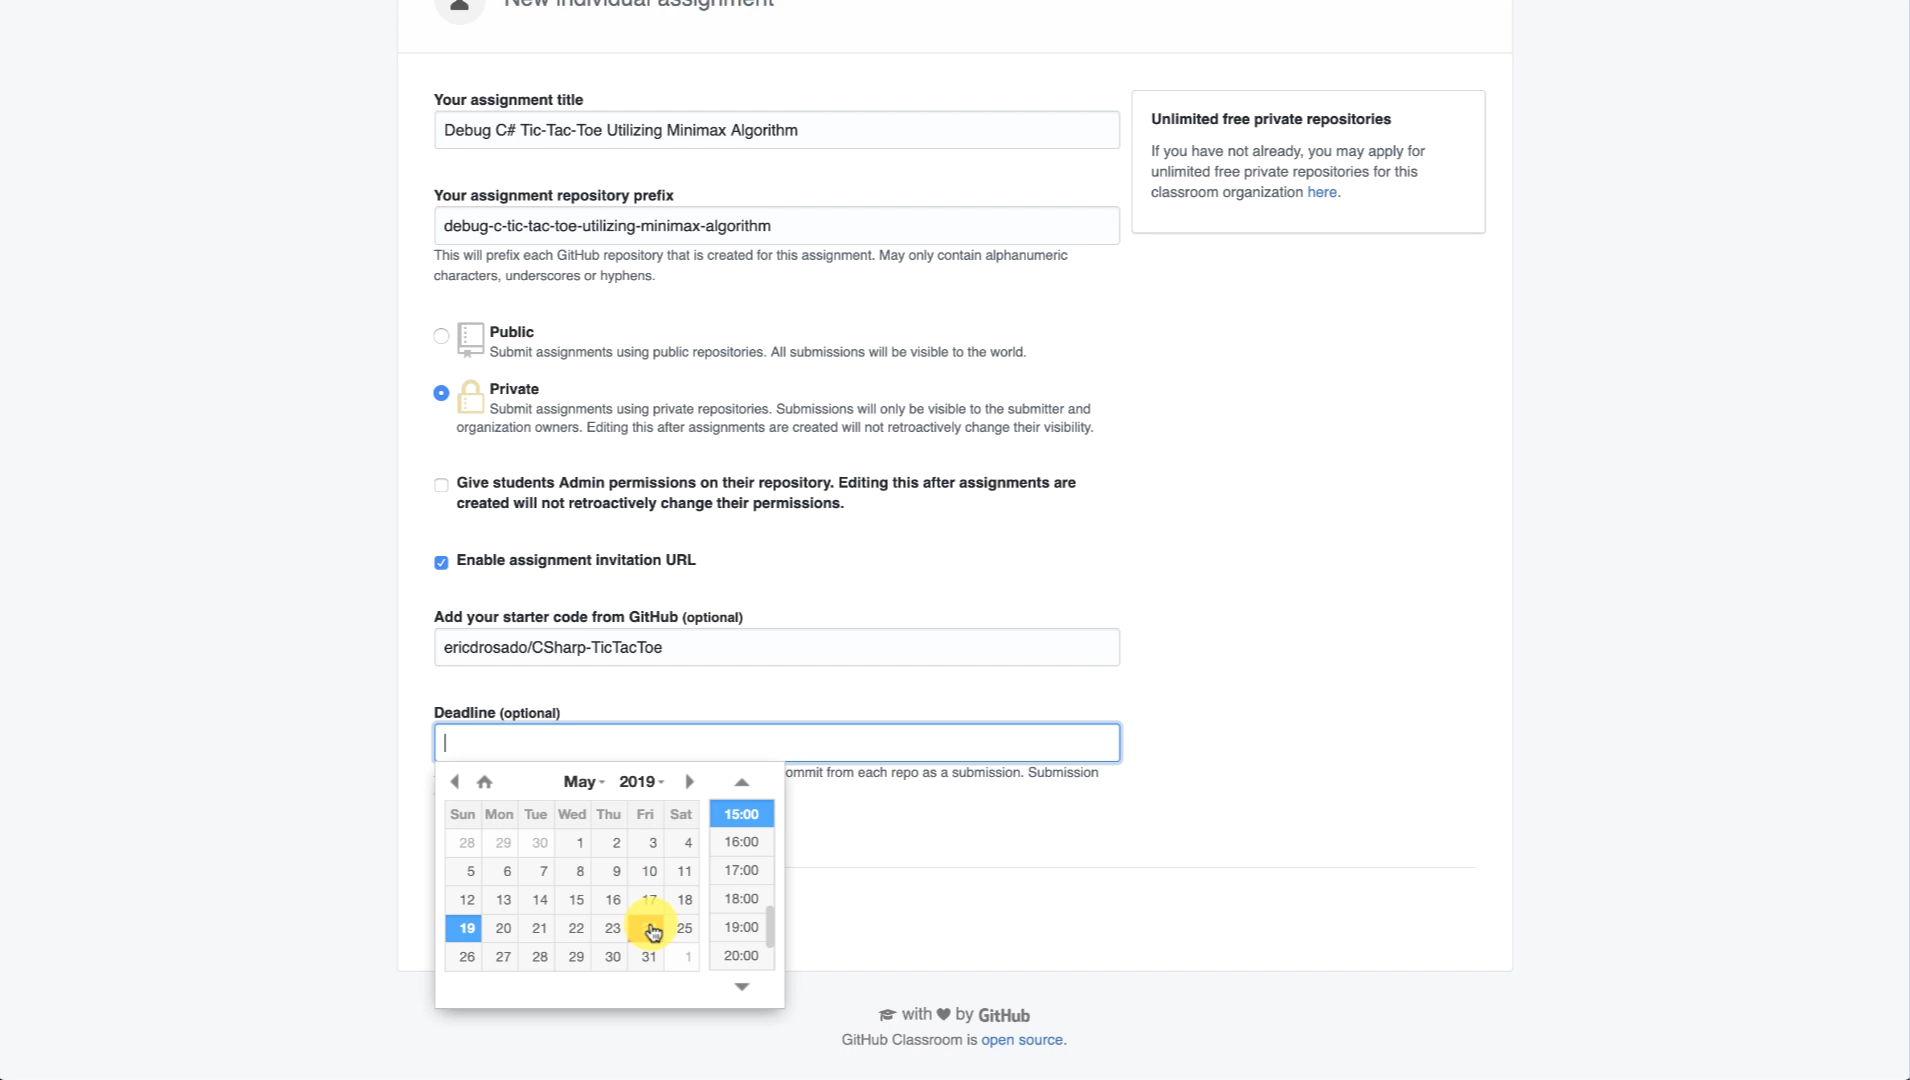 New individual assignment
Your assignment title
Debug C# Tic-Tac-Toe Utilizing Minimax Algorithm
Your assignment repository prefix
debug-c-tic-tac-toe-utilizing-minimax-algorithm
This will prefix each GitHub repository that is created for this assignment. May only contain alphanumeric
characters, underscores or hyphens.
Public
Submit assignments using public repositories. All submissions will be visible to the world.
Private
Submit assignments using private repositories. Submissions will only be visible to the submitter and
organization owners. Editing this after assignments are created will not retroactively change their visibility.
Give students Admin permissions on their repository. Editing this after assignments are
created will not retroactively change their permissions.
Enable assignment invitation URL
Add your starter code from GitHub (optional)
ericdrosado/CSharp-TicTacToe
Deadline (optional)
ommit from each repo as a submission. Submission
May 2019
Sun Mon Tue Wed Thu Fri Sat
28 29 30 1 2 3 4
5 6 7 8 9 10 11
12 13 14 15 16 17 18
19 20 21 22 23 25
26 27 28 29 30 31 1
15:00
16:00
17:00
18:00
19:00
20:00
Unlimited free private repositories
If you have not already, you may apply for
unlimited free private repositories for this
classroom organization here.
with by GitHub
GitHub Classroom is open source.